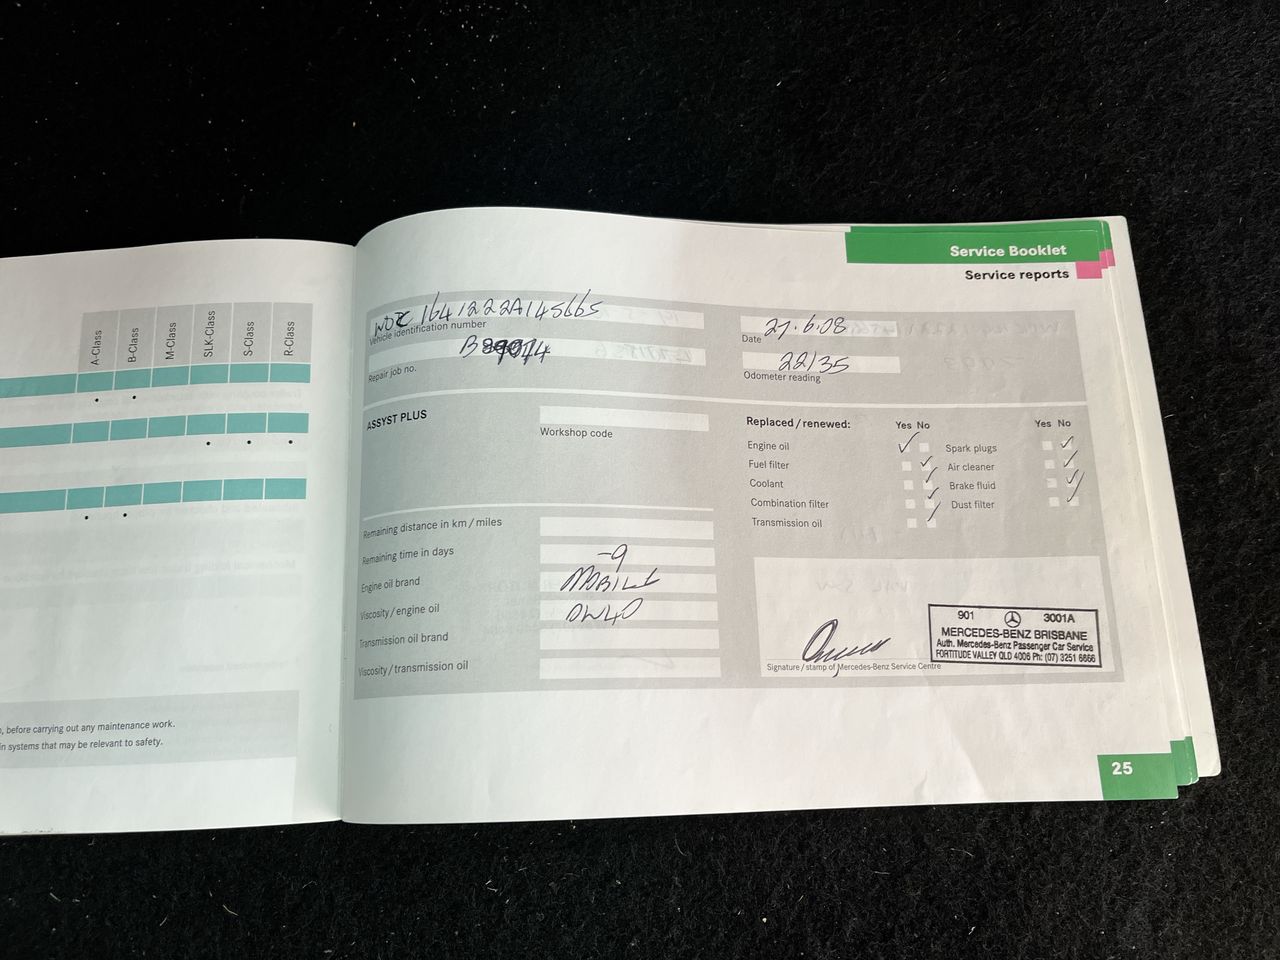 A-Class
B-Class
M-Class
SLK-Class
S-Class
R-Class
before carrying out any maintenance work.
in systems that may be relevant to safety.
Service Booklet
Service reports
WDC 1641222A145665
Vehicle identification number
Repair job no.
Date 27.6.08
22135
Odometer reading
ASSYST PLUS
Workshop code
Remaining distance in km / miles
Remaining time in days -9
Engine oil brand MOBIL 1
Viscosity / engine oil 0W40
Transmission oil brand
Viscosity / transmission oil
Replaced / renewed: Yes No Yes No
Engine oil Spark plugs
Fuel filter Air cleaner
Coolant Brake fluid
Combination filter Dust filter
Transmission oil
901 3001A
MERCEDES-BENZ BRISBANE
Auth. Mercedes-Benz Passenger Car Service
FORTITUDE VALLEY QLD 4006 Ph: (07) 3251 6666
Signature / stamp of Mercedes-Benz Service Centre
25